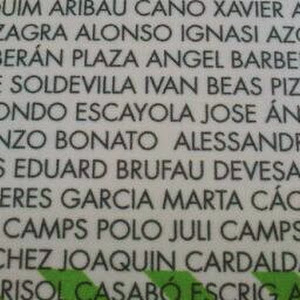 UIM ARIBAU CANO XAVIER A
ZAGRA ALONSO IGNASI AZO
BERÁN PLAZA ANGEL BARBE
E SOLDEVILLA IVAN BEAS PIZ
ONDO ESCAYOLA JOSE ÁN
NZO BONATO ALESSANDR
S EDUARD BRUFAU DEVESA
ERES GARCIA MARTA CÁC
CAMPS POLO JULI CAMPS
CHEZ JOAQUIN CARDALDA
RISOL CASABÓ ESCRIG A